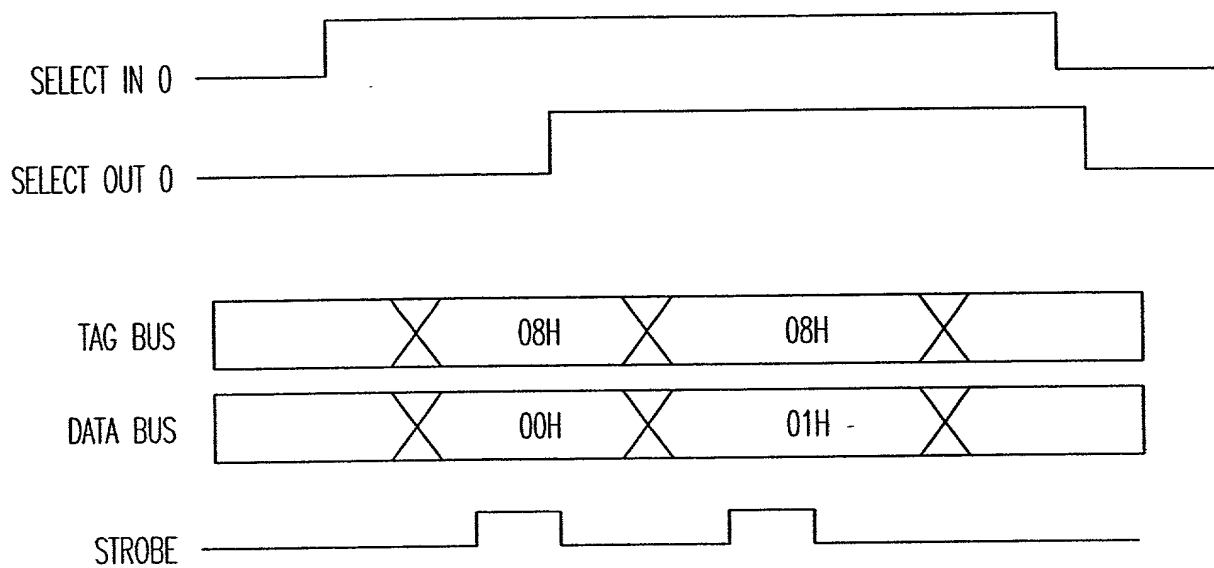 SELECT IN 0
SELECT OUT 0
TAG BUS 08H 08H
DATA BUS 00H 01H
STROBE